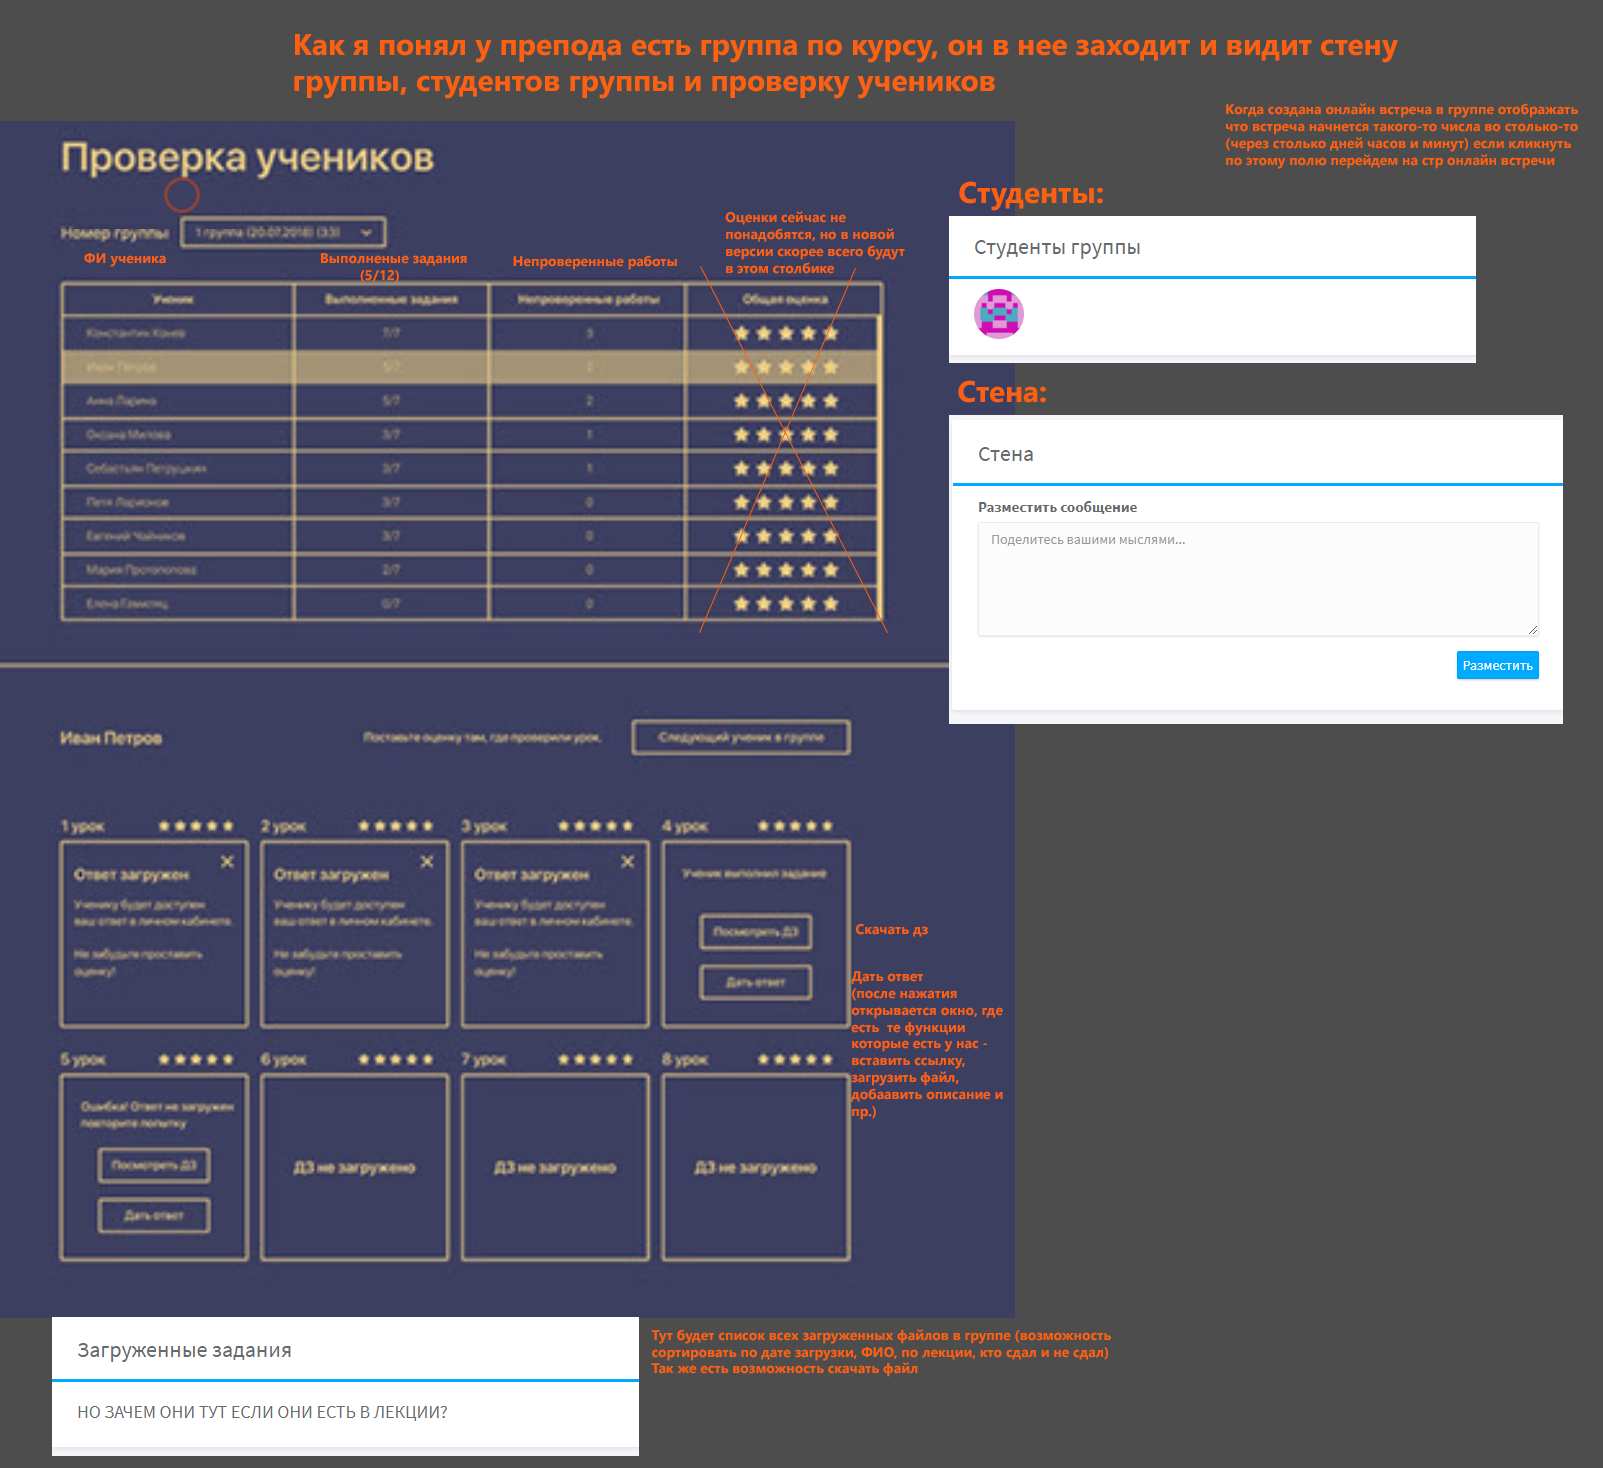 Как я понял у препода есть группа по курсу, он в нее заходит и видит стену
группы, студентов группы и проверку учеников
Когда создана онлайн встреча в группе отображать
что встреча начнется такого-то числа во столько-то
(через столько дней часов и минут) если кликнуть
по этому полю перейдем на стр онлайн встречи
Проверка учеников
Номер группы
1 группа (20.07.2018) (33)
ФИ ученика
Выполненые задания
(5/12)
Непроверенные работы
Оценки сейчас не
понадобятся, но в новой
версии скорее всего будут
в этом столбике
Ученик Выполненные задания Непроверенные работы Общая оценка
Константин Конев 7/7 3
Иван Петров 5/7 2
Анна Ларина 5/7 2
Оксана Милова 3/7 1
Себастьян Петрушкин 3/7 1
Петя Ларионов 3/7 0
Евгений Чайников 3/7 0
Мария Протопопова 2/7 0
Елена 0/7 0
Студенты:
Студенты группы
Стена:
Стена
Разместить сообщение
Поделитесь вашими мыслями...
Разместить
Иван Петров
Поставьте оценку там, где проверили урок.
Следующий ученик в группе
1 урок
Ответ загружен
Ученику будет доступен
ваш ответ в личном кабинете.
Не забудьте проставить
оценку!
2 урок
Ответ загружен
Ученику будет доступен
ваш ответ в личном кабинете.
Не забудьте проставить
оценку!
3 урок
Ответ загружен
Ученику будет доступен
ваш ответ в личном кабинете.
Не забудьте проставить
оценку!
4 урок
Ученик выполнил задание
Посмотреть ДЗ
Дать ответ
Скачать дз
Дать ответ
(после нажатия
открывается окно, где
есть те функции
которые есть у нас -
вставить ссылку,
загрузить файл,
добаавить описание и
пр.)
5 урок
Ошибка! Ответ не загружен
повторите попытку
Посмотреть ДЗ
Дать ответ
6 урок
ДЗ не загружено
7 урок
ДЗ не загружено
8 урок
ДЗ не загружено
Загруженные задания
НО ЗАЧЕМ ОНИ ТУТ ЕСЛИ ОНИ ЕСТЬ В ЛЕКЦИИ?
Тут будет список всех загруженных файлов в группе (возможность
сортировать по дате загрузки, ФИО, по лекции, кто сдал и не сдал)
Так же есть возможность скачать файл